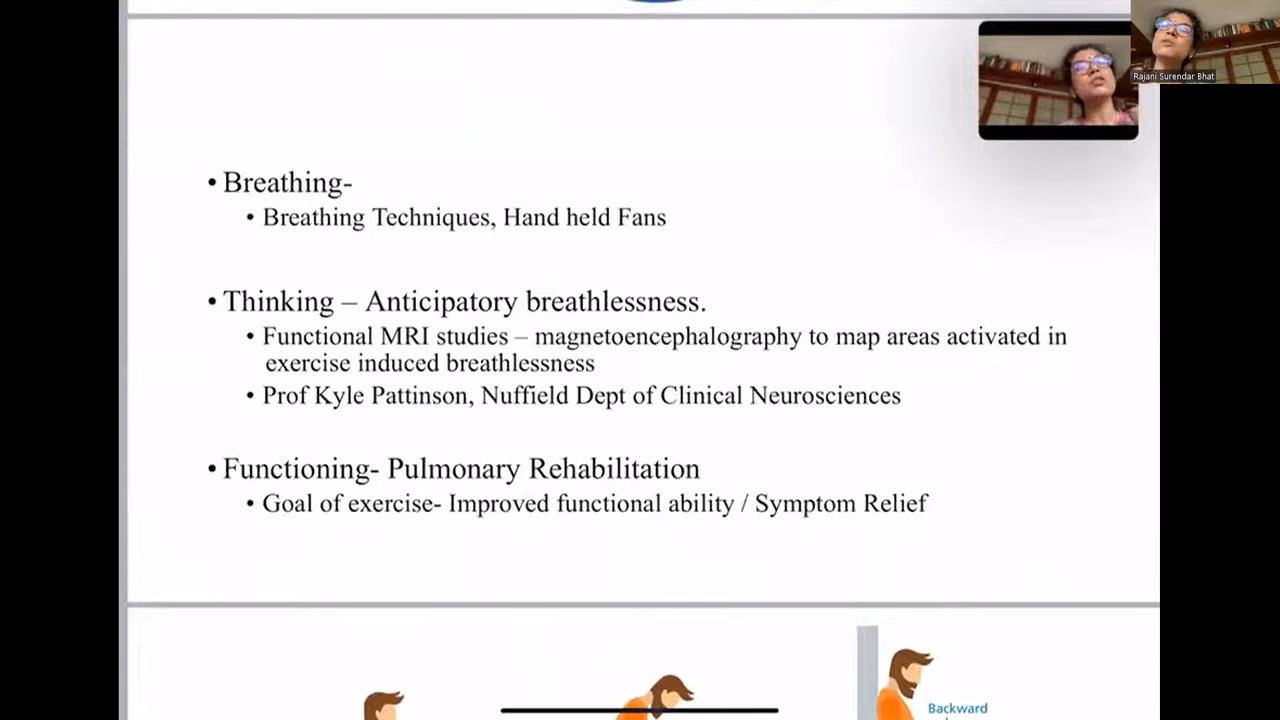 Rajani Surendar Bhat
• Breathing-
• Breathing Techniques, Hand held Fans
• Thinking – Anticipatory breathlessness.
• Functional MRI studies – magnetoencephalography to map areas activated in
exercise induced breathlessness
• Prof Kyle Pattinson, Nuffield Dept of Clinical Neurosciences
• Functioning- Pulmonary Rehabilitation
• Goal of exercise- Improved functional ability / Symptom Relief
Backward